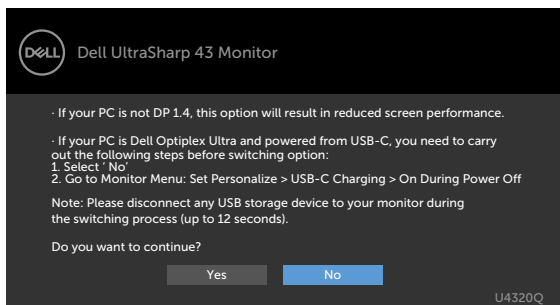 DELL Dell UltraSharp 43 Monitor
· If your PC is not DP 1.4, this option will result in reduced screen performance.
· If your PC is Dell Optiplex Ultra and powered from USB-C, you need to carry
out the following steps before switching option:
1. Select ‘ No’
2. Go to Monitor Menu: Set Personalize > USB-C Charging > On During Power Off
Note: Please disconnect any USB storage device to your monitor during
the switching process (up to 12 seconds).
Do you want to continue?
Yes No
U4320Q